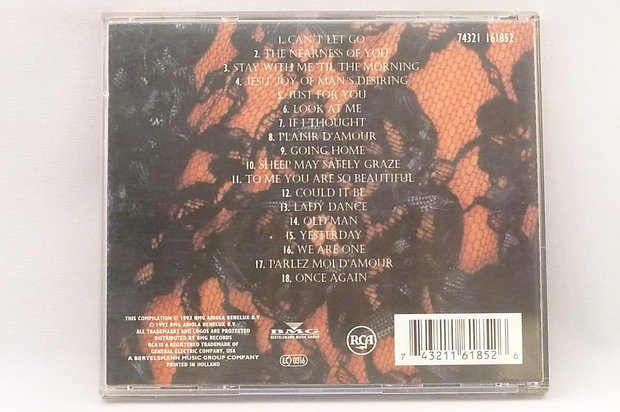 74321 161852
1. CAN'T LET GO
2. THE NEARNESS OF YOU
3. STAY WITH ME 'TIL THE MORNING
4. JESU, JOY OF MAN'S DESIRING
5. JUST FOR YOU
6. LOOK AT ME
7. IF I THOUGHT
8. PLAISIR D'AMOUR
9. GOING HOME
10. SHEEP MAY SAFELY GRAZE
11. TO ME YOU ARE SO BEAUTIFUL
12. COULD IT BE
13. LADY DANCE
14. OLD MAN
15. YESTERDAY
16. WE ARE ONE
17. PARLEZ MOI D'AMOUR
18. ONCE AGAIN
THIS COMPILATION ℗ 1993 BMG ARIOLA BENELUX B.V.
© 1993 BMG ARIOLA BENELUX B.V.
ALL TRADEMARKS AND LOGOS ARE PROTECTED
DISTRIBUTED BY BMG RECORDS
RCA IS A REGISTERED TRADEMARK OF
GENERAL ELECTRIC COMPANY, USA
A BERTELSMANN MUSIC GROUP COMPANY
PRINTED IN HOLLAND
BMG
BERTELSMANN MUSIC GROUP
LC 0316
RCA
7 43211 61852 6